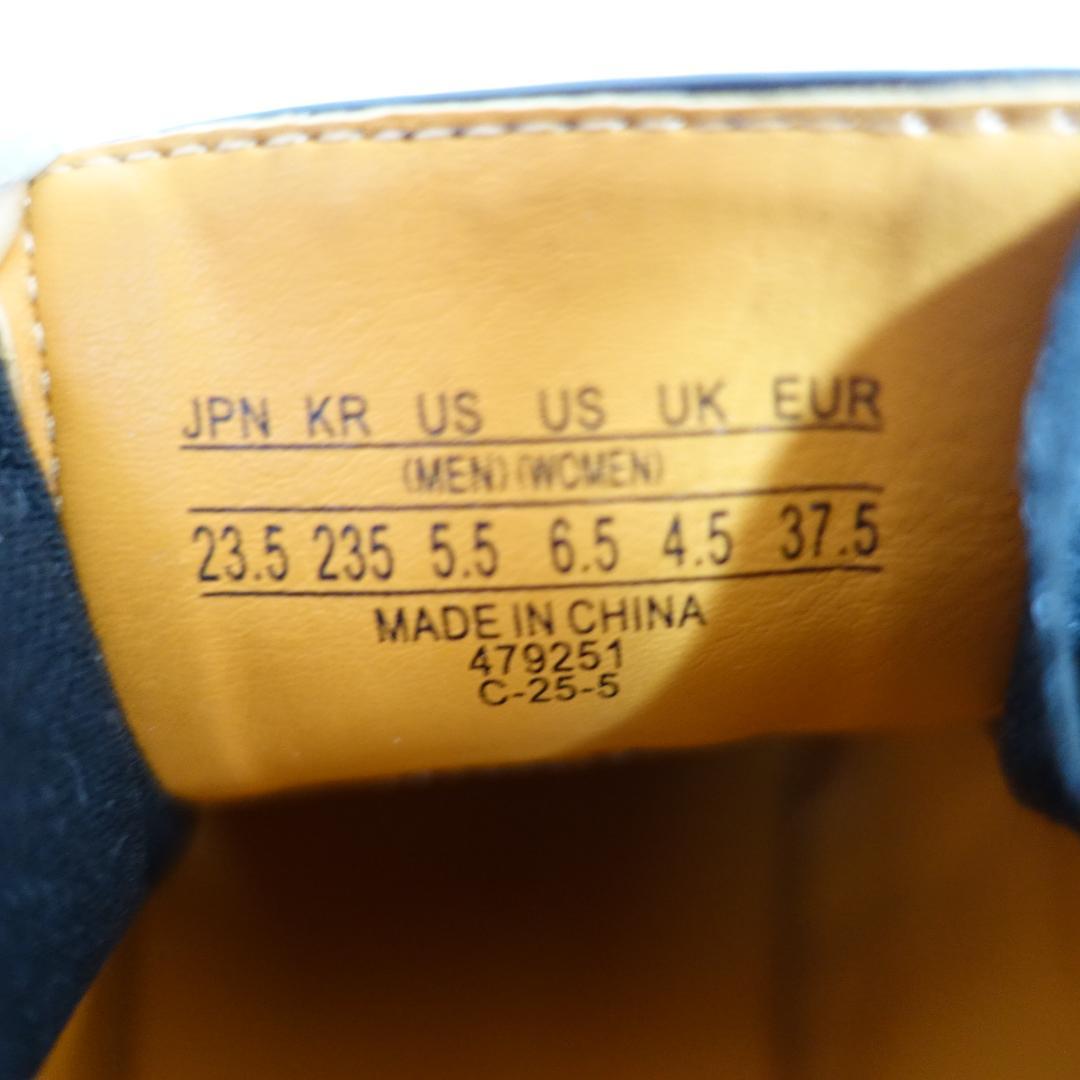 JPN KR US US UK EUR
(MEN) (WOMEN)
23.5 235 5.5 6.5 4.5 37.5
MADE IN CHINA
479251
C-25-5